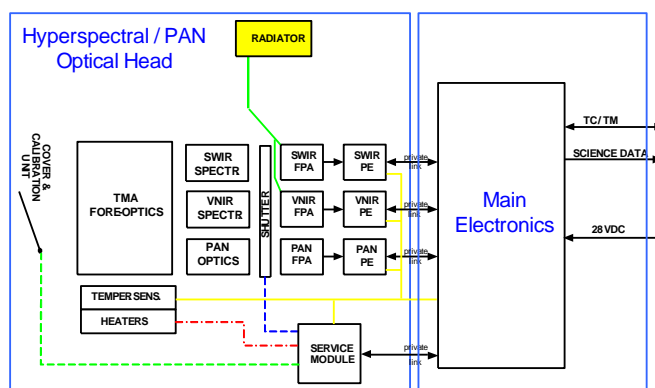 Hyperspectral / PAN
Optical Head
RADIATOR
COVER &
CALIBRATION
UNIT
TMA
FORE-OPTICS
SWIR
SPECTR.
VNIR
SPECTR.
PAN
OPTICS
SHUTTER
SWIR
FPA
VNIR
FPA
PAN
FPA
SWIR
PE
VNIR
PE
PAN
PE
private
link
private
link
private
link
TEMPER.SENS.
HEATERS
SERVICE
MODULE
private
link
Main
Electronics
TC/TM
SCIENCE DATA
28VDC